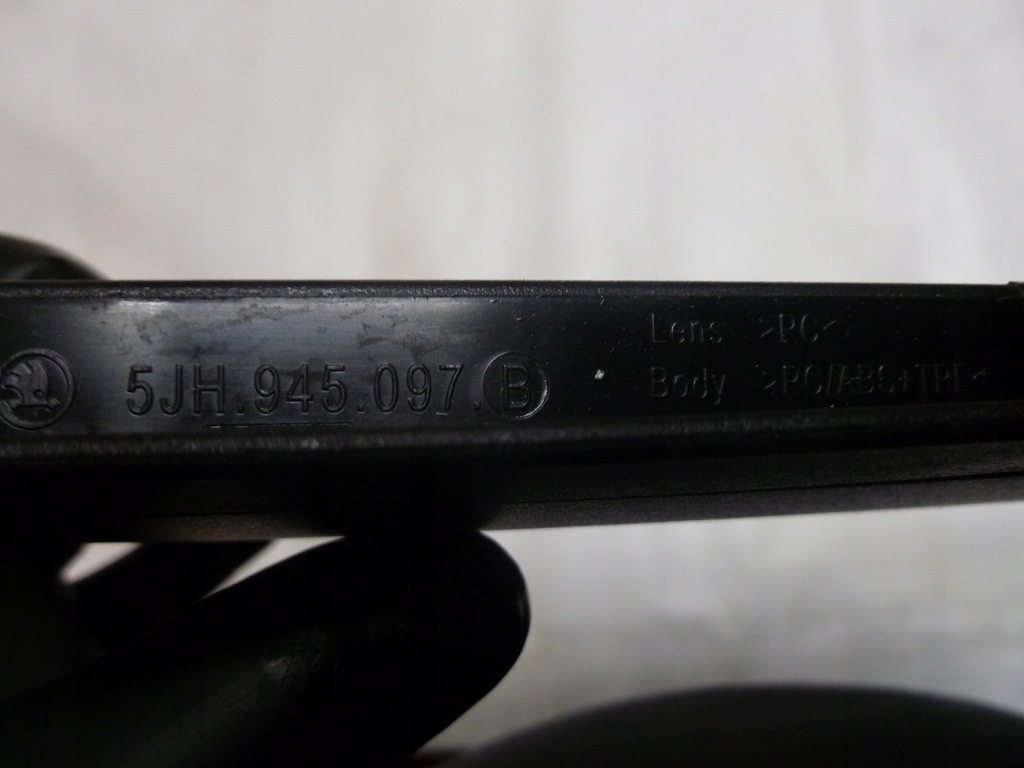 5JH.945.097.B
Lens >PC<
Body >PC/ABS+TPE<